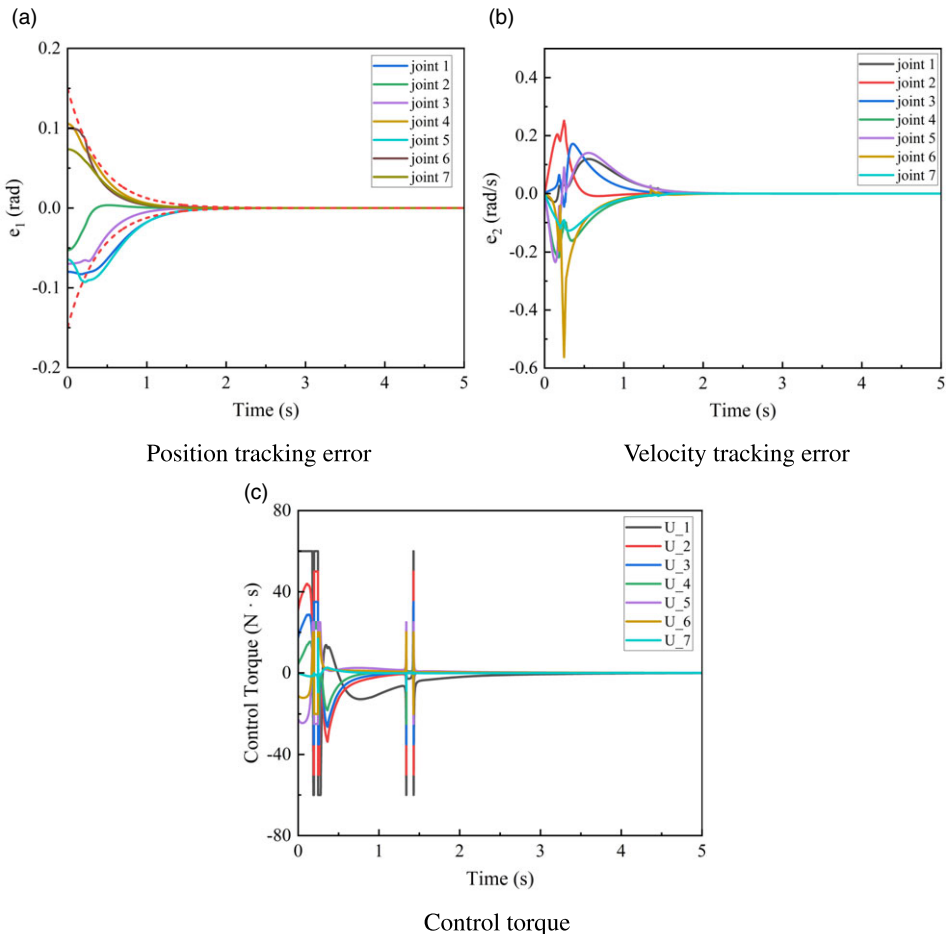 (a)
0.2
0.1
0.0
-0.1
-0.2
e1 (rad)
joint 1
joint 2
joint 3
joint 4
joint 5
joint 6
joint 7
0 1 2 3 4 5
Time (s)
Position tracking error
(b)
0.4
0.2
0.0
-0.2
-0.4
-0.6
e2 (rad/s)
joint 1
joint 2
joint 3
joint 4
joint 5
joint 6
joint 7
0 1 2 3 4 5
Time (s)
Velocity tracking error
(c)
80
40
0
-40
-80
Control Torque (N · s)
U_1
U_2
U_3
U_4
U_5
U_6
U_7
0 1 2 3 4 5
Time (s)
Control torque